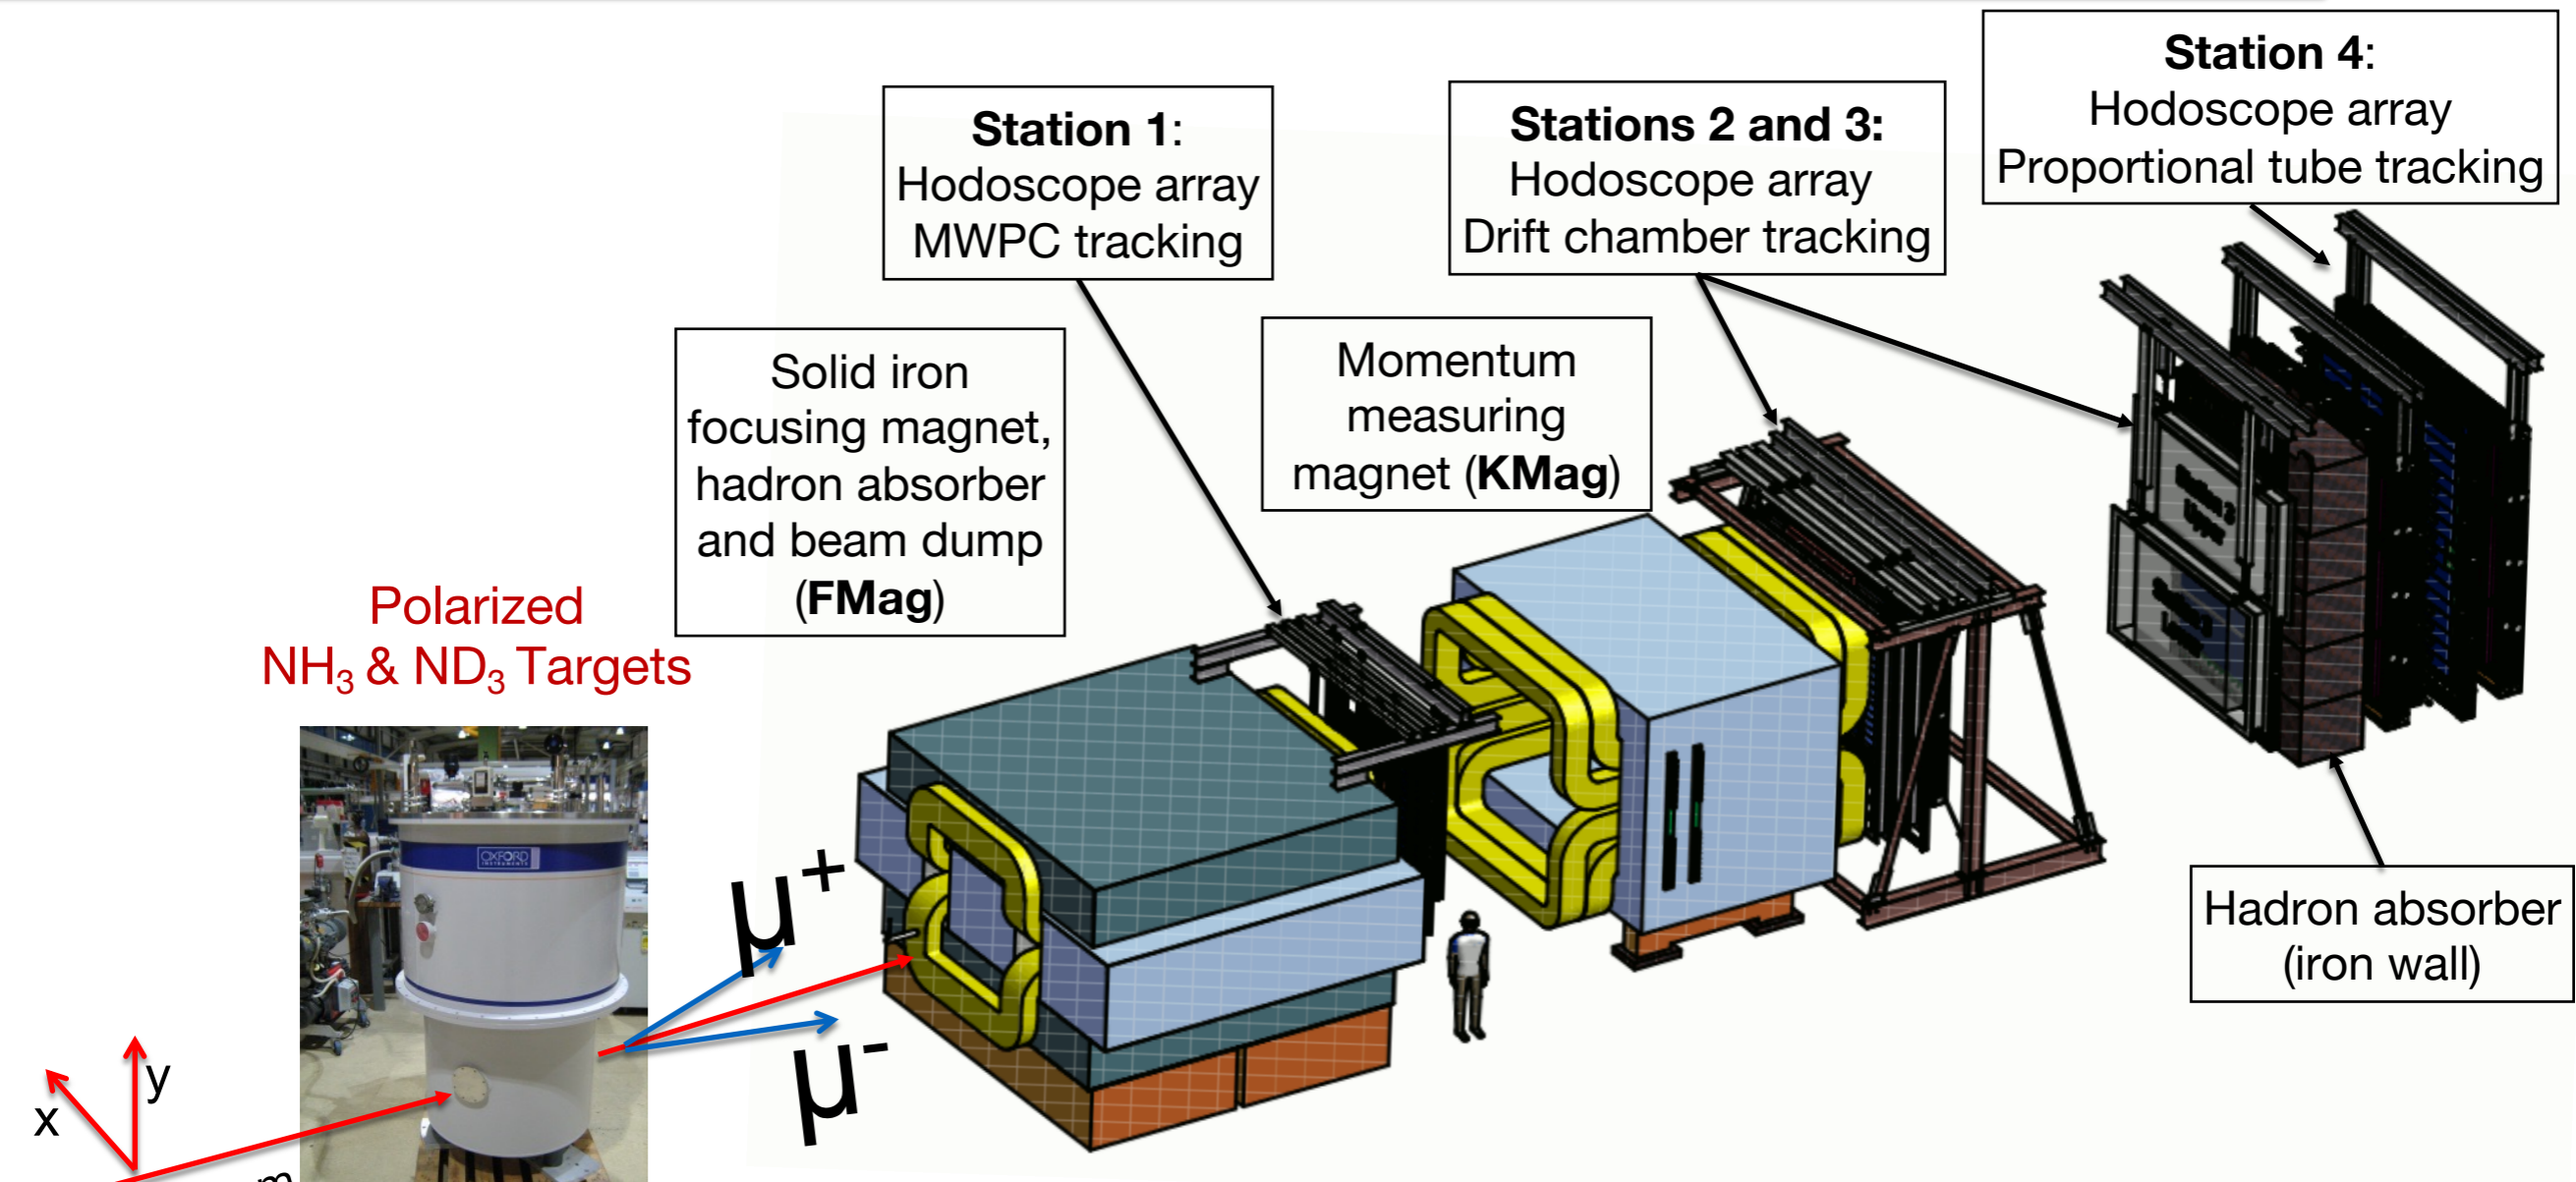 Station 4:
Hodoscope array
Proportional tube tracking
Station 1:
Hodoscope array
MWPC tracking
Stations 2 and 3:
Hodoscope array
Drift chamber tracking
Solid iron
focusing magnet,
hadron absorber
and beam dump
(FMag)
Momentum
measuring
magnet (KMag)
Polarized
NH₃ & ND₃ Targets
OXFORD
INSTRUMENTS
μ⁺
μ⁻
x
y
Hadron absorber
(iron wall)